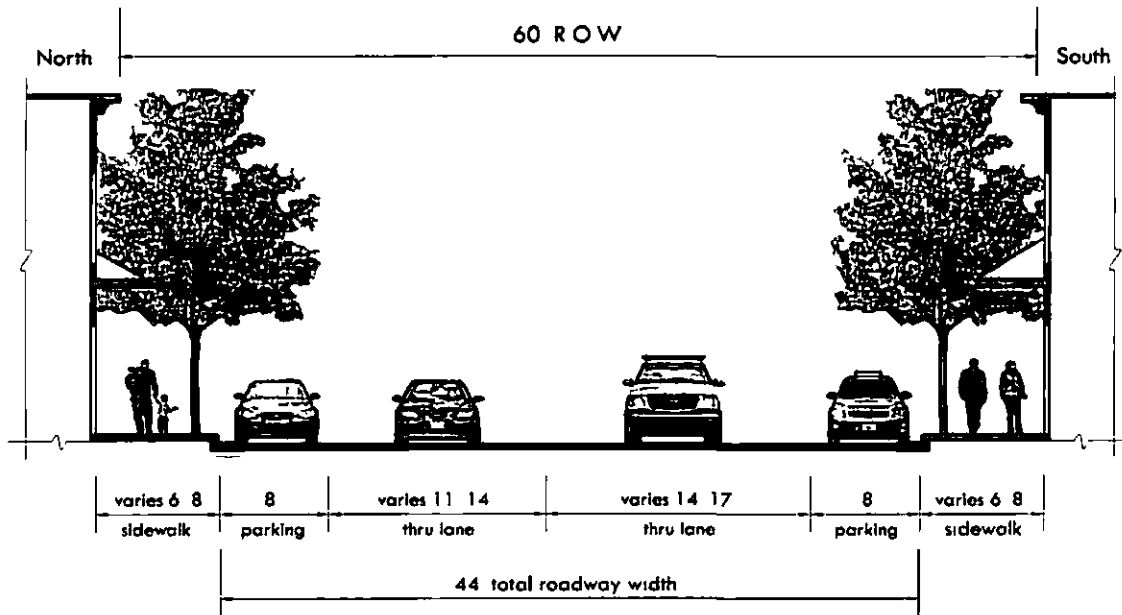 60 ROW
North South
varies 6 8 8 varies 11 14 varies 14 17 8 varies 6 8
sidewalk parking thru lane thru lane parking sidewalk
44 total roadway width